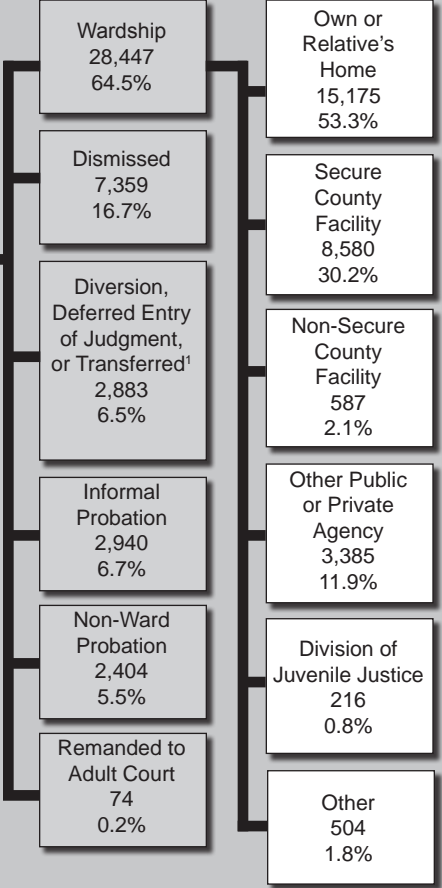 Wardship
28,447
64.5%
Dismissed
7,359
16.7%
Diversion,
Deferred Entry
of Judgment,
or Transferred¹
2,883
6.5%
Informal
Probation
2,940
6.7%
Non-Ward
Probation
2,404
5.5%
Remanded to
Adult Court
74
0.2%
Own or
Relative's
Home
15,175
53.3%
Secure
County
Facility
8,580
30.2%
Non-Secure
County
Facility
587
2.1%
Other Public
or Private
Agency
3,385
11.9%
Division of
Juvenile Justice
216
0.8%
Other
504
1.8%